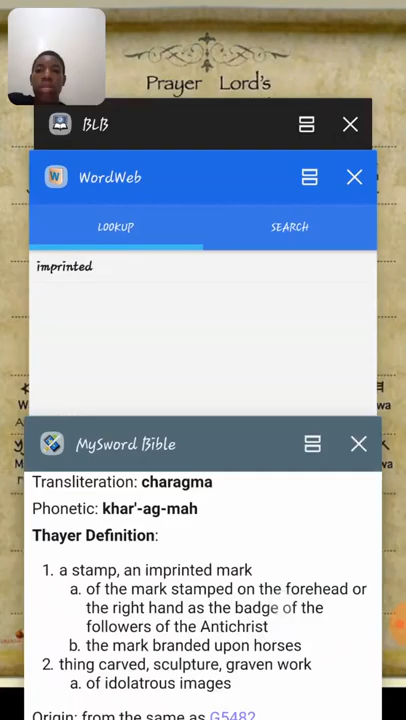 Prayer Lord's
BLB
WordWeb
LOOKUP SEARCH
imprinted
MySword Bible
Transliteration: charagma
Phonetic: khar'-ag-mah
Thayer Definition:
1. a stamp, an imprinted mark
a. of the mark stamped on the forehead or
the right hand as the badge of the
followers of the Antichrist
b. the mark branded upon horses
2. thing carved, sculpture, graven work
a. of idolatrous images
Origin: from the same as G5482